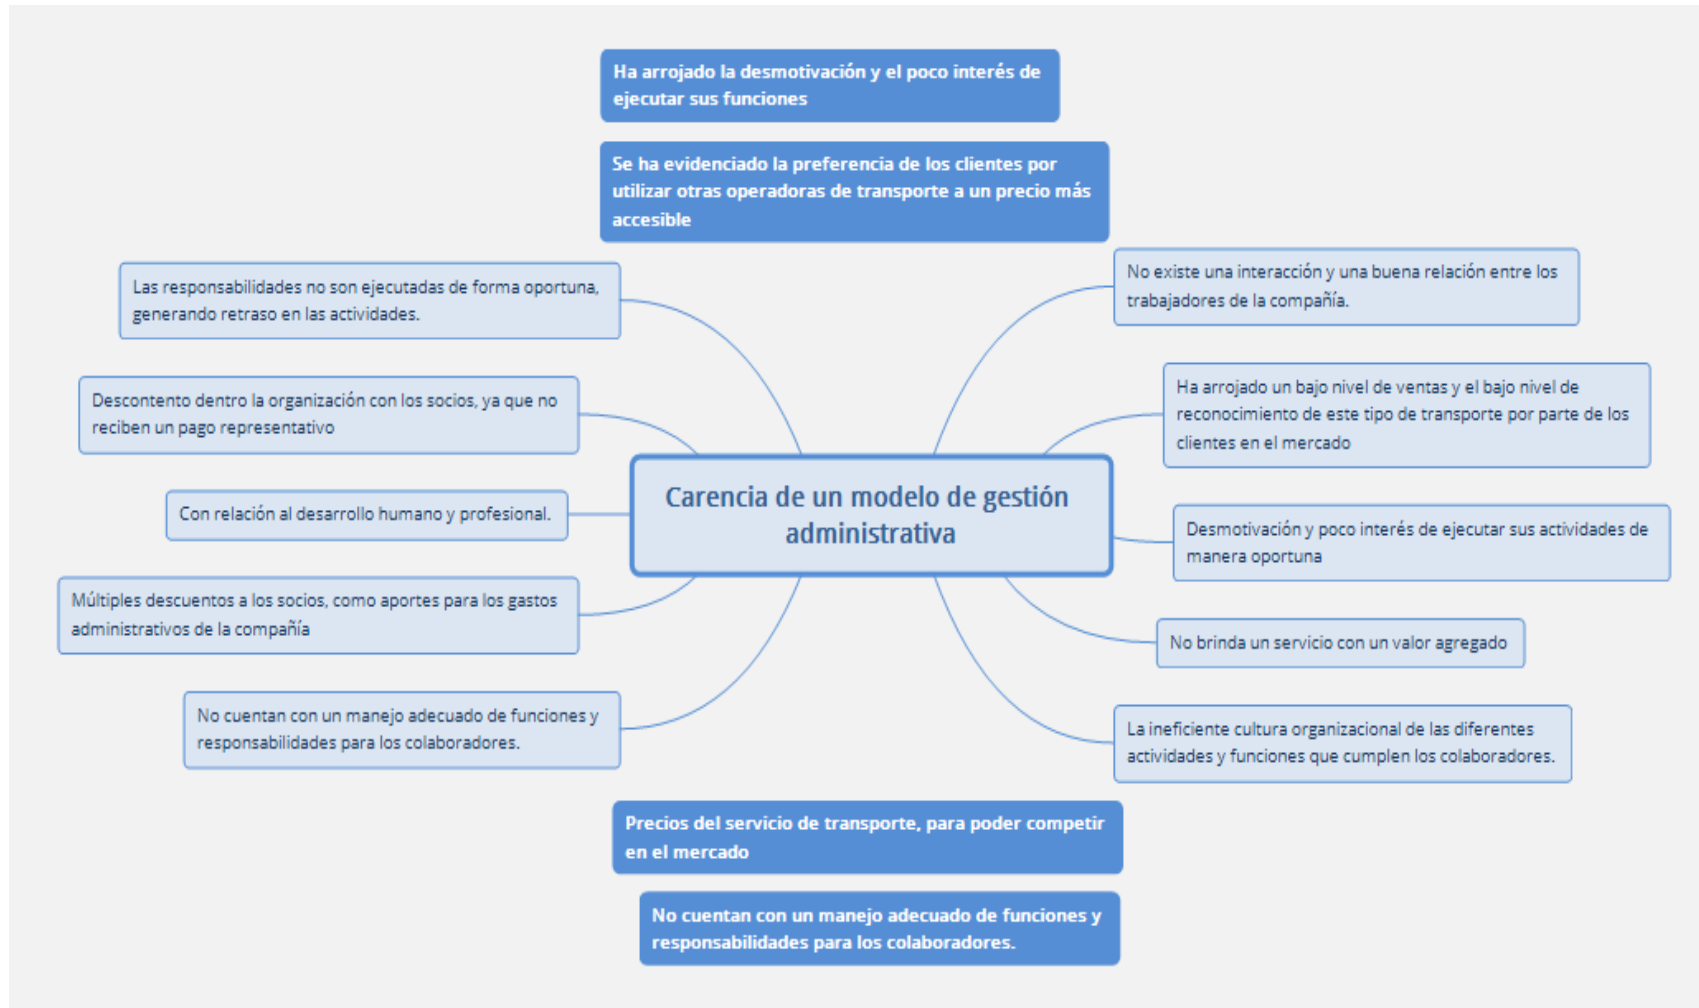 Ha arrojado la desmotivación y el poco interés de
ejecutar sus funciones
Se ha evidenciado la preferencia de los clientes por
utilizar otras operadoras de transporte a un precio más
accesible
Las responsabilidades no son ejecutadas de forma oportuna,
generando retraso en las actividades.
Descontento dentro la organización con los socios, ya que no
reciben un pago representativo
Con relación al desarrollo humano y profesional.
Múltiples descuentos a los socios, como aportes para los gastos
administrativos de la compañía
No cuentan con un manejo adecuado de funciones y
responsabilidades para los colaboradores.
Carencia de un modelo de gestión
administrativa
No existe una interacción y una buena relación entre los
trabajadores de la compañía.
Ha arrojado un bajo nivel de ventas y el bajo nivel de
reconocimiento de este tipo de transporte por parte de los
clientes en el mercado
Desmotivación y poco interés de ejecutar sus actividades de
manera oportuna
No brinda un servicio con un valor agregado
La ineficiente cultura organizacional de las diferentes
actividades y funciones que cumplen los colaboradores.
Precios del servicio de transporte, para poder competir
en el mercado
No cuentan con un manejo adecuado de funciones y
responsabilidades para los colaboradores.